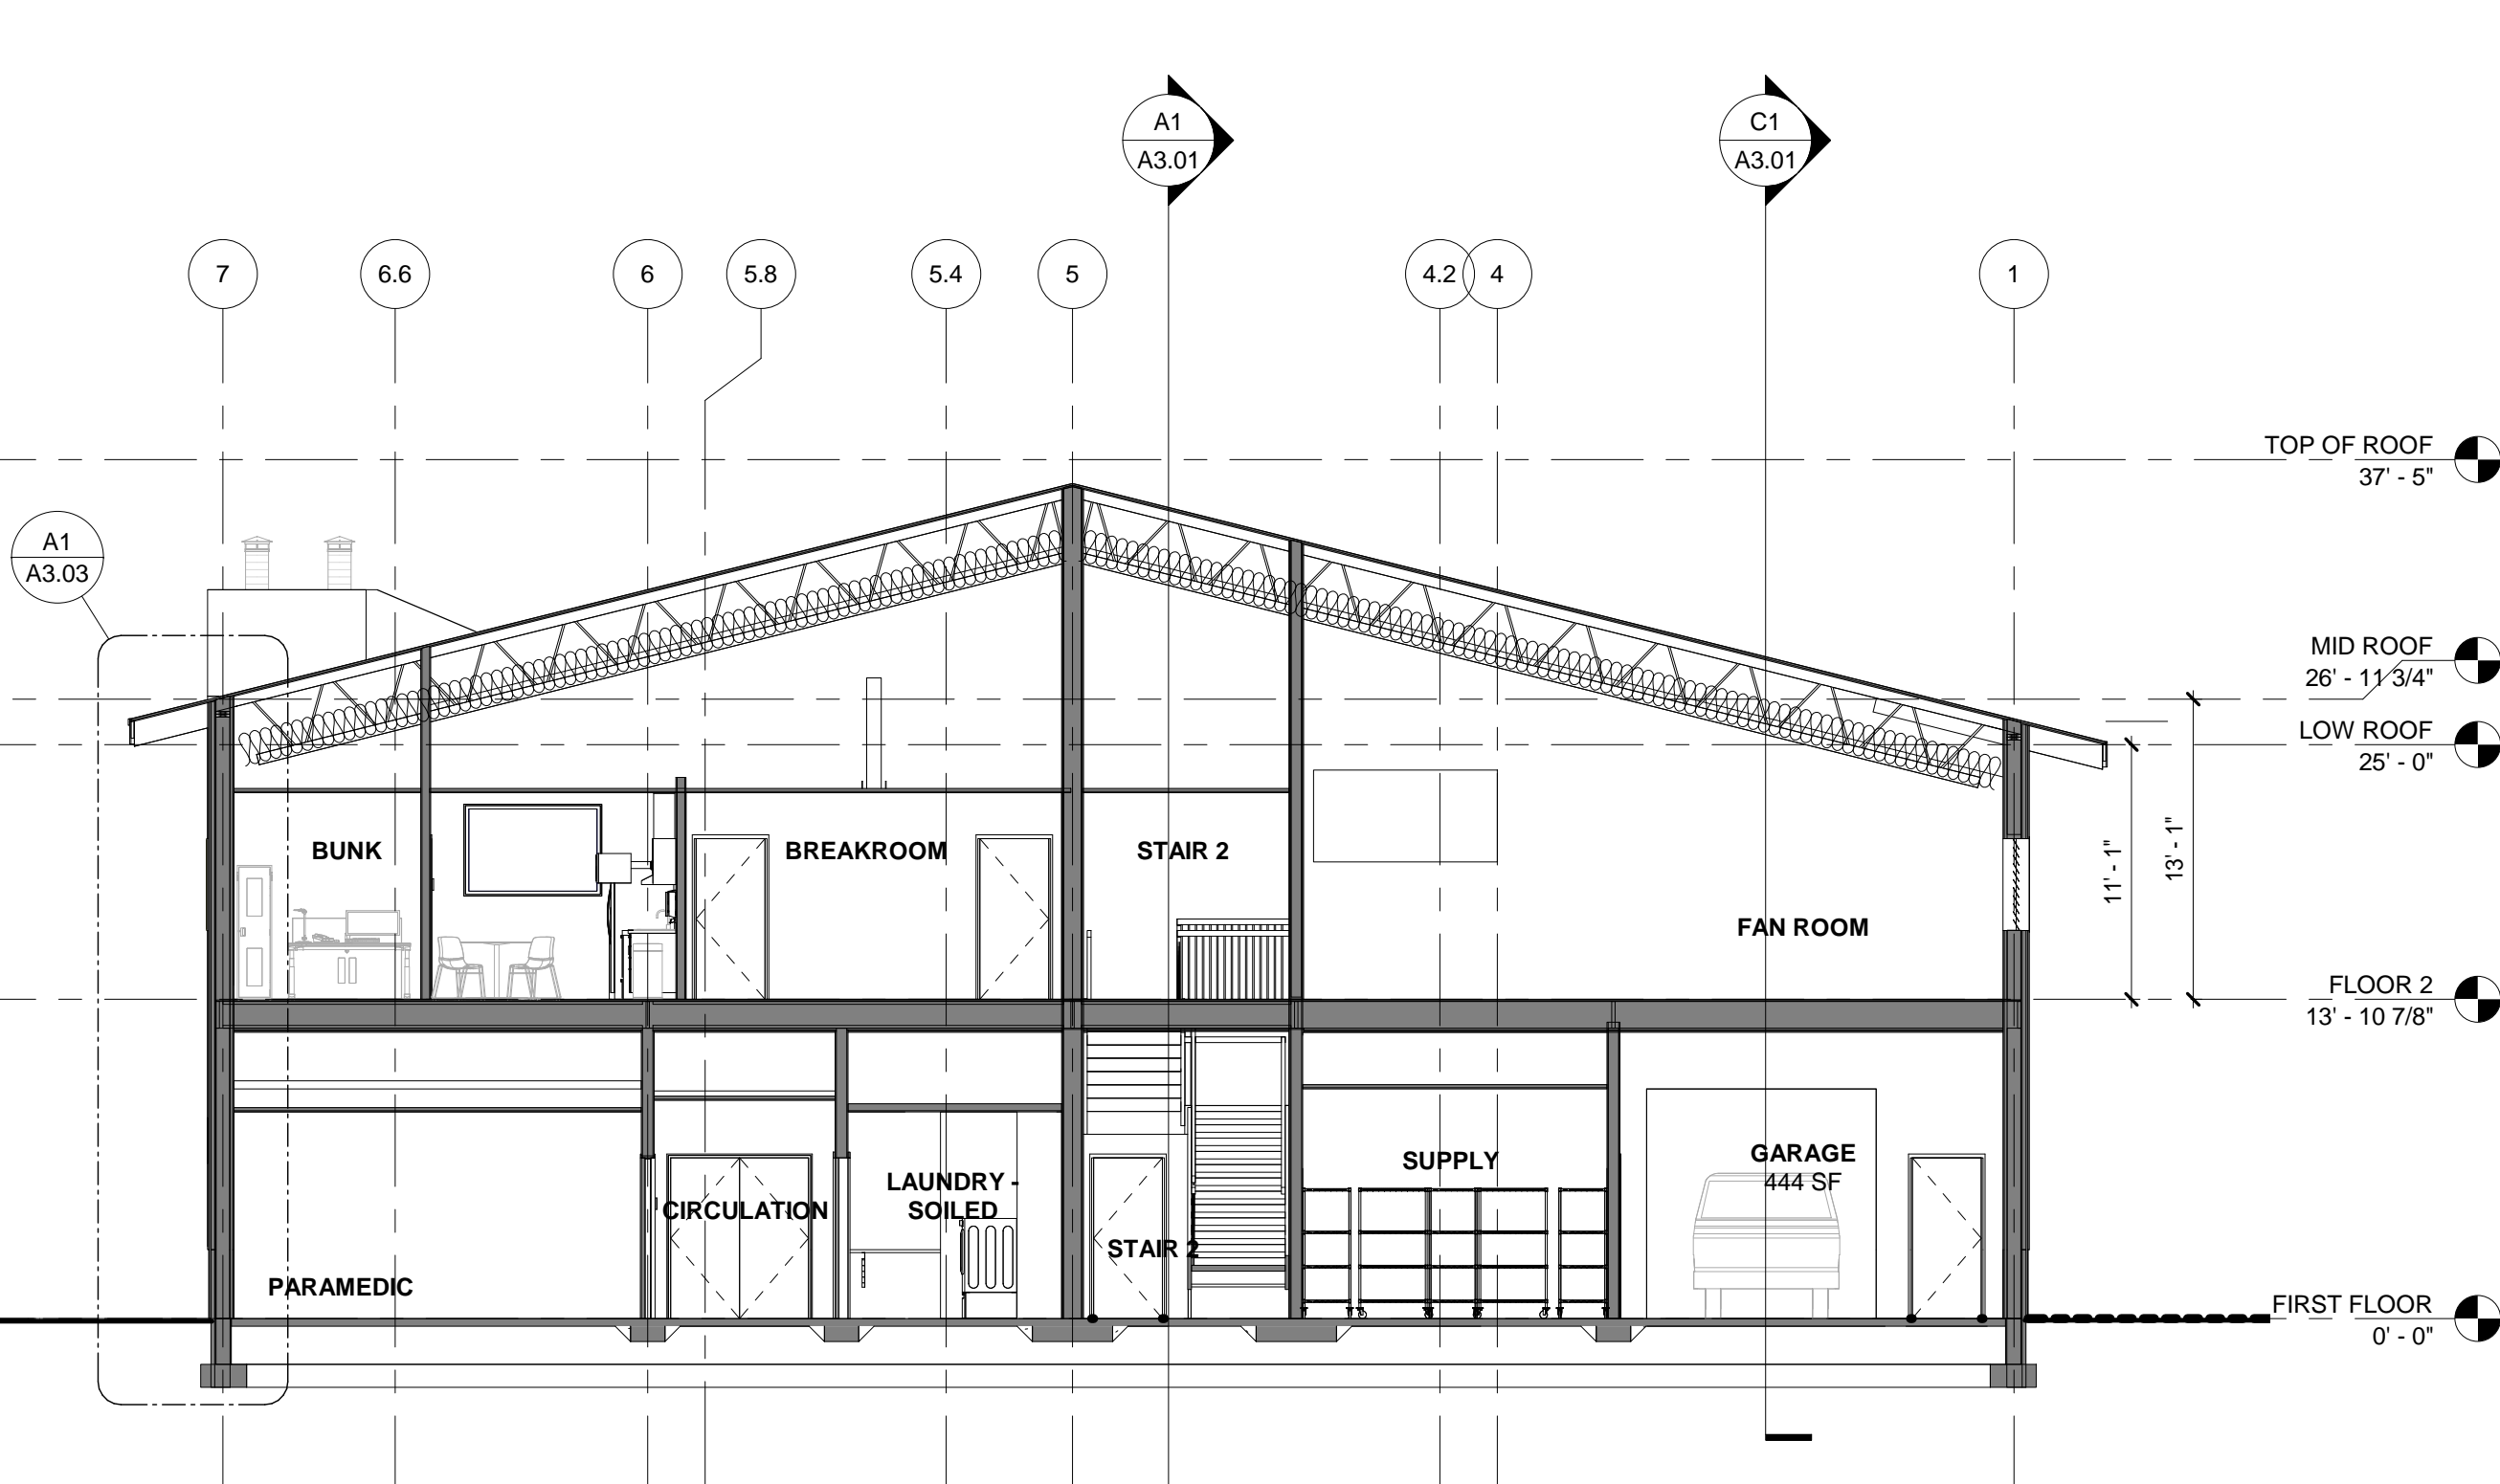 A1
A3.01
C1
A3.01
7
6.6
6
5.8
5.4
5
4.2
4
1
TOP OF ROOF
37' - 5"
A1
A3.03
MID ROOF
26' - 11 3/4"
LOW ROOF
25' - 0"
BUNK
BREAKROOM
STAIR 2
11' - 1"
13' - 1"
FAN ROOM
FLOOR 2
13' - 10 7/8"
PARAMEDIC
CIRCULATION
LAUNDRY -
SOILED
STAIR 2
SUPPLY
GARAGE
444 SF
FIRST FLOOR
0' - 0"